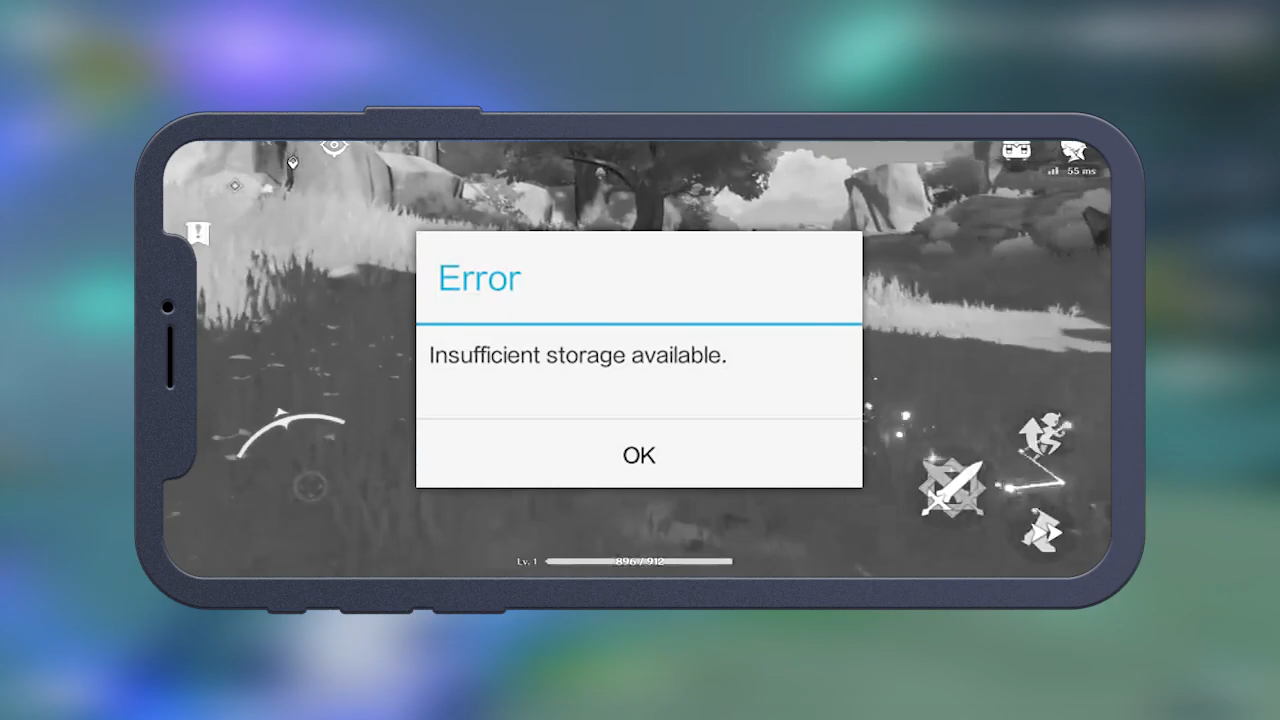 55 ms
Error
Insufficient storage available.
OK
Lv. 1
896 / 912